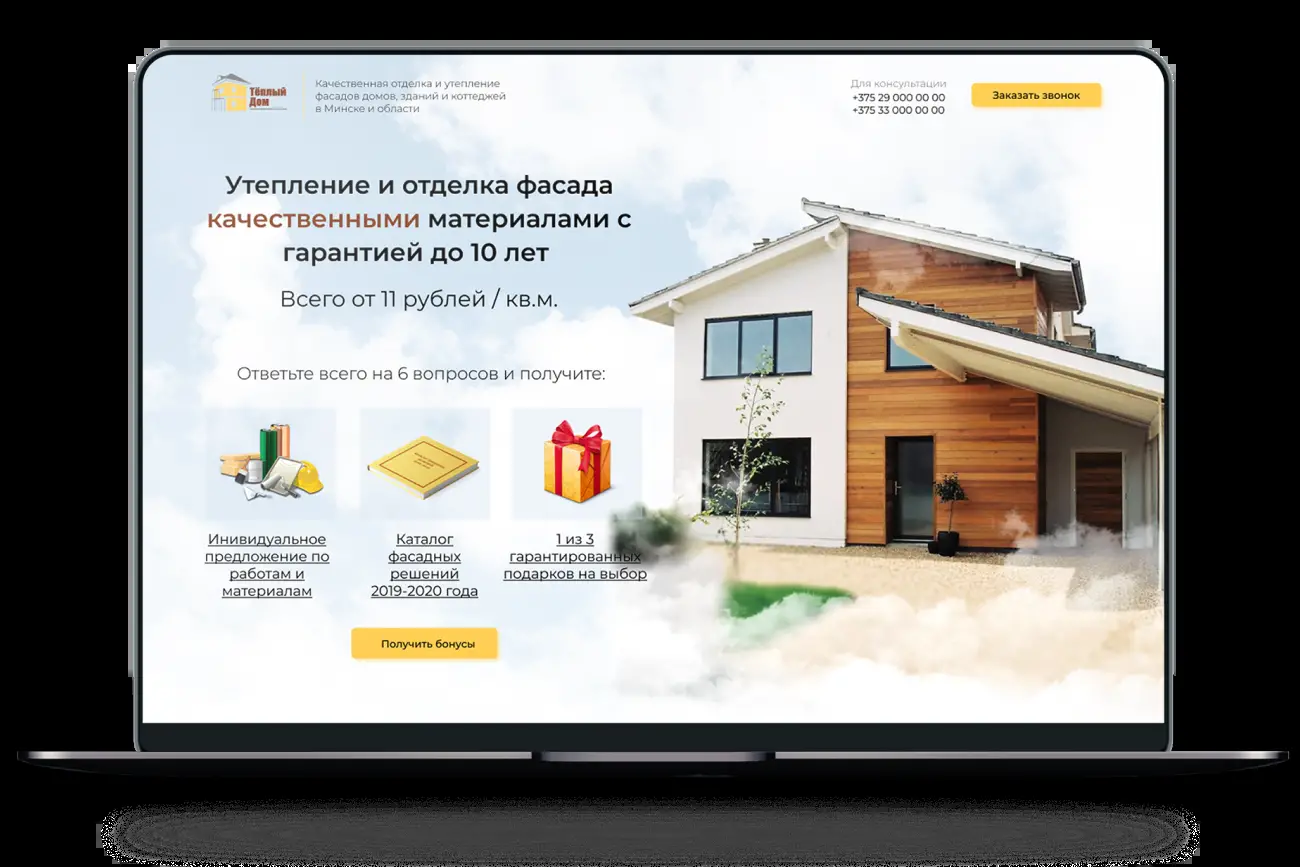 Тёплый
Дом
Качественная отделка и утепление
фасадов домов, зданий и коттеджей
в Минске и области
Для консультации
+375 29 000 00 00
+375 33 000 00 00
Заказать звонок
Утепление и отделка фасада
качественными материалами с
гарантией до 10 лет
Всего от 11 рублей / кв.м.
Ответьте всего на 6 вопросов и получите:
Инивидуальное
предложение по
работам и
материалам
Каталог
фасадных
решений
2019-2020 года
1 из 3
гарантированных
подарков на выбор
Получить бонусы